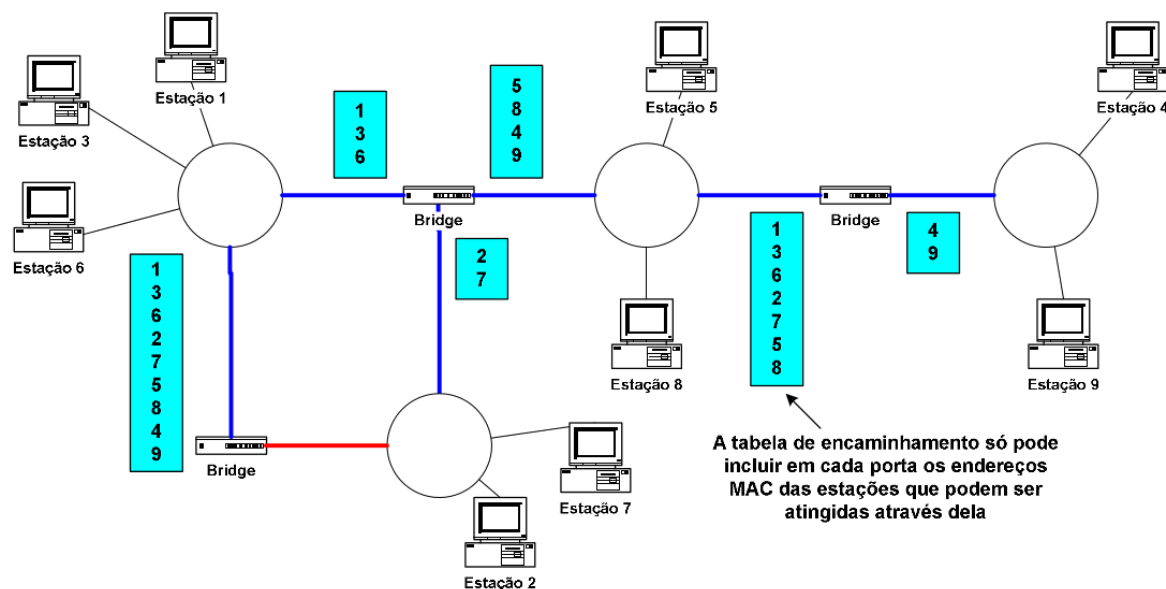 Estação 1
Estação 3
Estação 6
1
3
6
5
8
4
9
Bridge
Estação 5
Bridge
Estação 4
2
7
1
3
6
2
7
5
8
4
9
Bridge
Estação 8
1
3
6
2
7
5
8
4
9
Estação 9
Estação 7
Estação 2
A tabela de encaminhamento só pode
incluir em cada porta os endereços
MAC das estações que podem ser
atingidas através dela